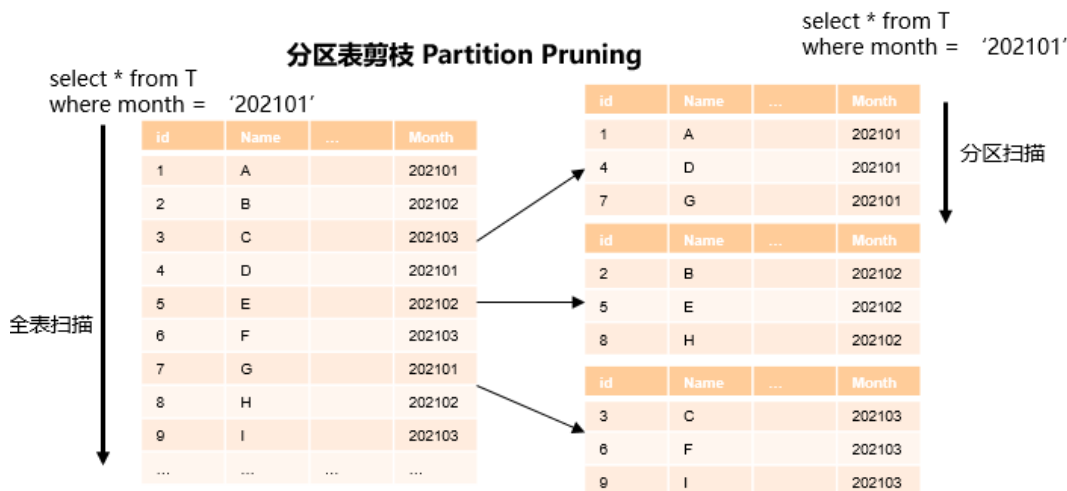 分区表剪枝 Partition Pruning
select * from T
where month = ‘202101’
全表扫描
id Name ... Month
1 A 202101
2 B 202102
3 C 202103
4 D 202101
5 E 202102
6 F 202103
7 G 202101
8 H 202102
9 I 202103
... ... ... ...
select * from T
where month = ‘202101’
分区扫描
id Name ... Month
1 A 202101
4 D 202101
7 G 202101
id Name ... Month
2 B 202102
5 E 202102
8 H 202102
id Name ... Month
3 C 202103
6 F 202103
9 I 202103